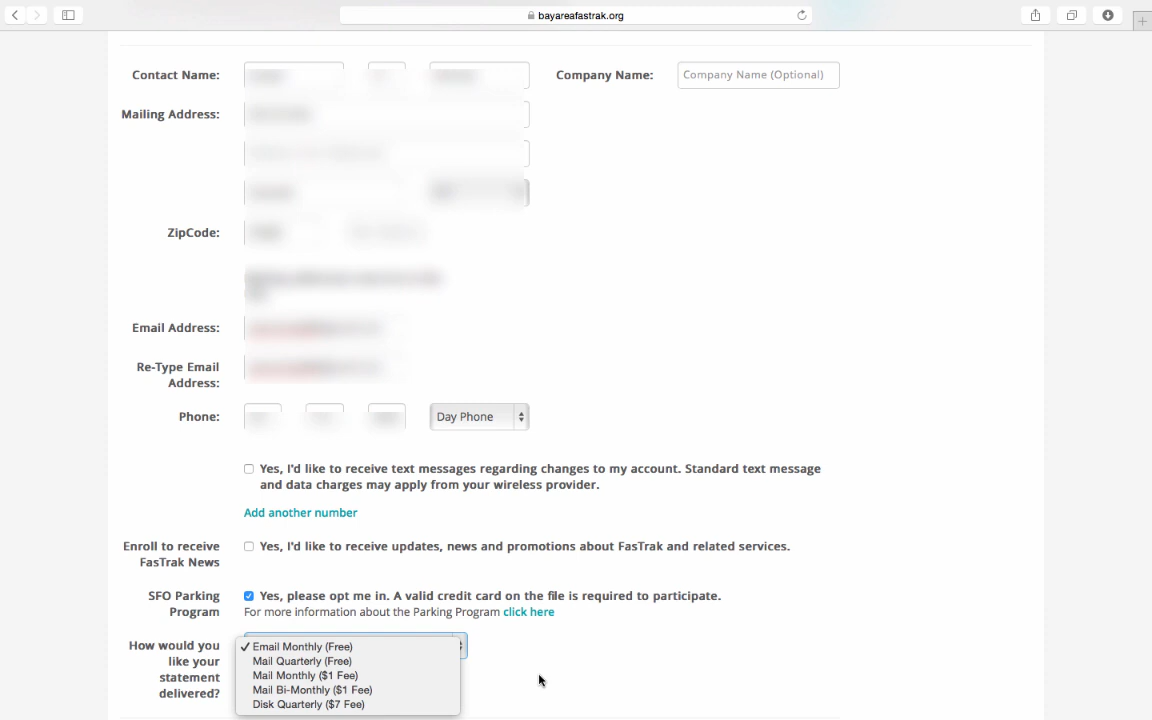 bayareafastrak.org
Contact Name:
Company Name:
Company Name (Optional)
Mailing Address:
ZipCode:
Email Address:
Re-Type Email
Address:
Phone:
Day Phone
Yes, I'd like to receive text messages regarding changes to my account. Standard text message
and data charges may apply from your wireless provider.
Add another number
Enroll to receive
FasTrak News
Yes, I'd like to receive updates, news and promotions about FasTrak and related services.
SFO Parking
Program
Yes, please opt me in. A valid credit card on the file is required to participate.
For more information about the Parking Program click here
How would you
like your
statement
delivered?
Email Monthly (Free)
Mail Quarterly (Free)
Mail Monthly ($1 Fee)
Mail Bi-Monthly ($1 Fee)
Disk Quarterly ($7 Fee)